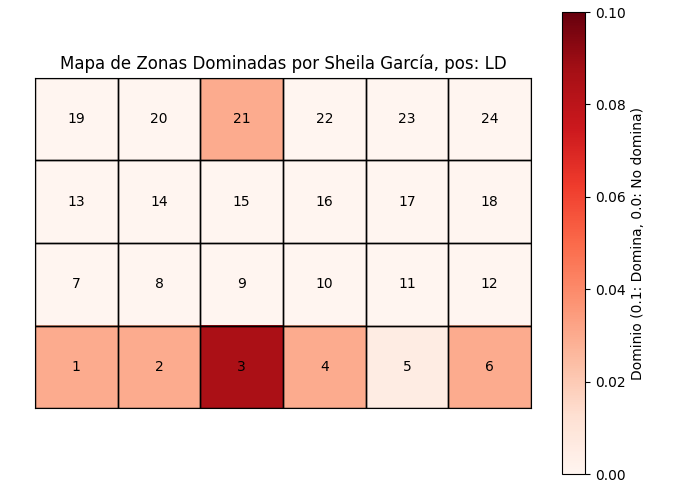 Mapa de Zonas Dominadas por Sheila García, pos: LD
19 20 21 22 23 24
13 14 15 16 17 18
7 8 9 10 11 12
1 2 3 4 5 6
0.10
0.08
0.06
0.04
0.02
0.00
Dominio (0.1: Domina, 0.0: No domina)